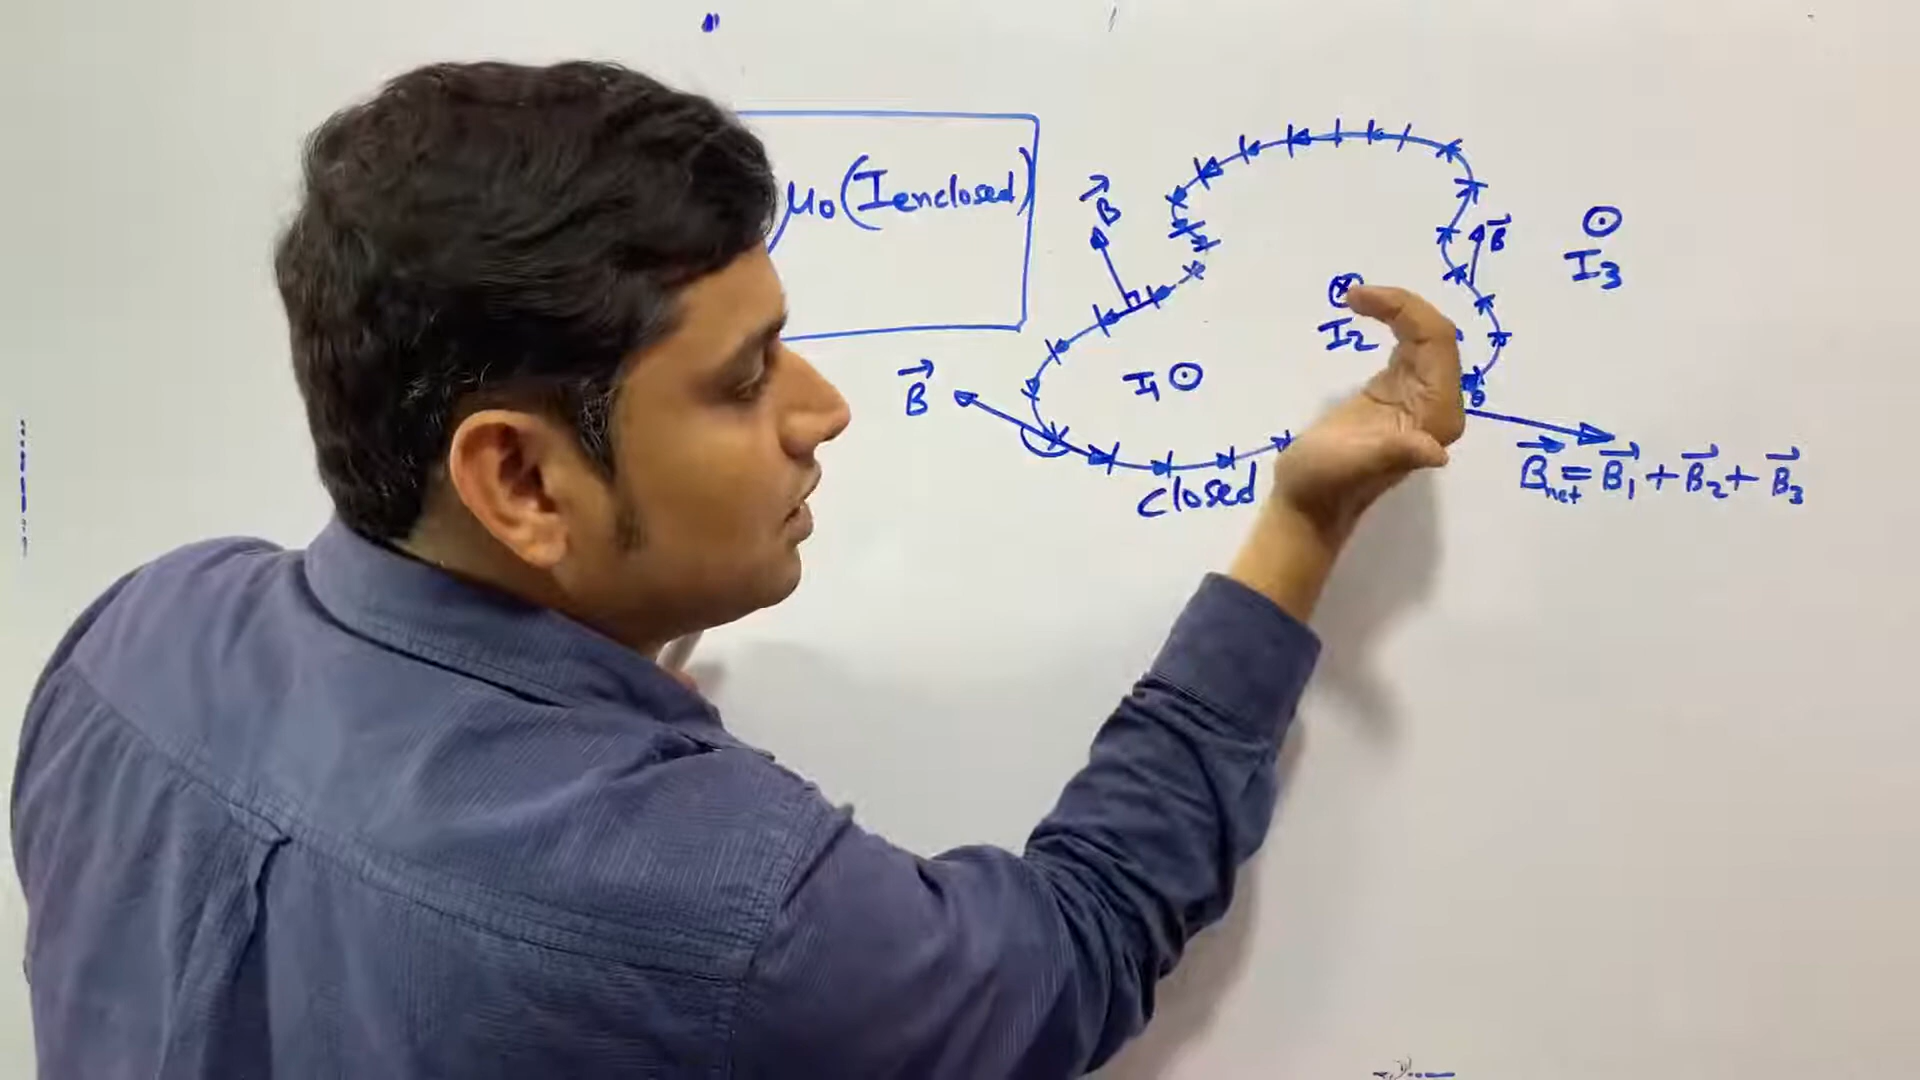 μ₀(Ienclosed)
B⃗
B⃗
I₃
I₂
I₁
B⃗
θ
closed
B⃗net = B⃗₁ + B⃗₂ + B⃗₃